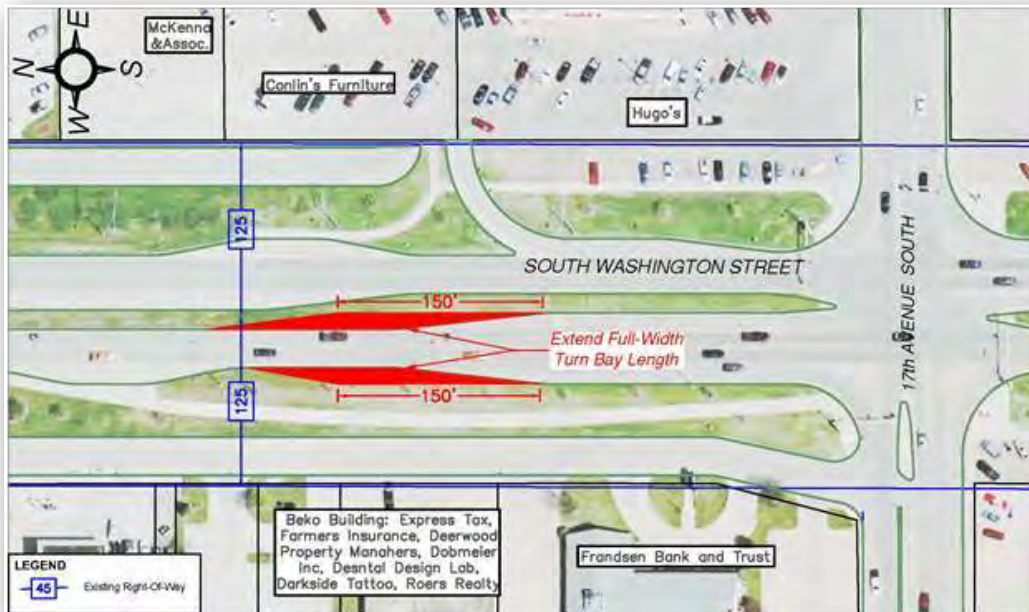 E
N
S
W
McKenna
&Assoc.
Conlin's Furniture
Hugo's
125
SOUTH WASHINGTON STREET
17th AVENUE SOUTH
150'
Extend Full-Width
Turn Bay Length
150'
125
Beko Building: Express Tax,
Farmers Insurance, Deerwood
Property Manahers, Dobmeier
Inc, Desntal Design Lab,
Darkside Tattoo, Roers Realty
Frandsen Bank and Trust
LEGEND
45 Existing Right-Of-Way